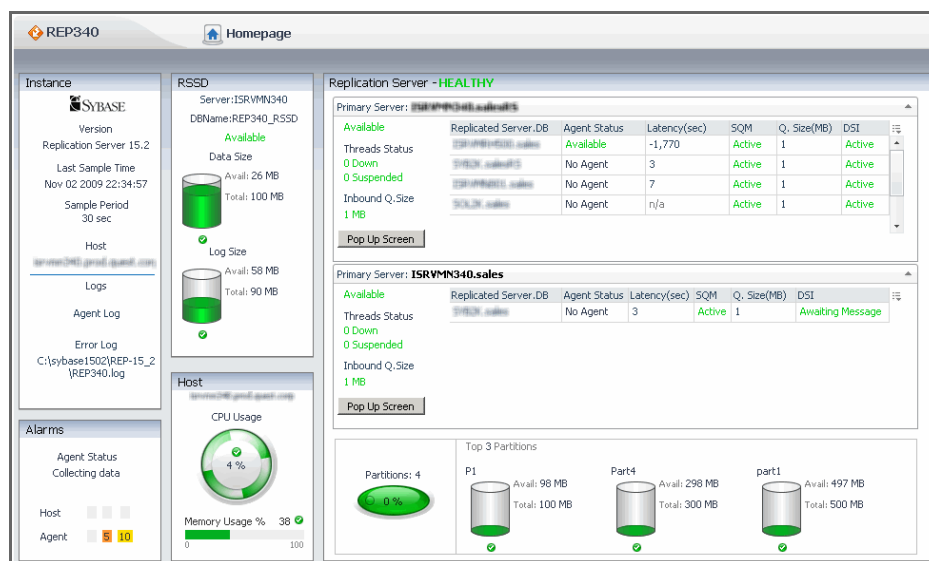 REP340
Homepage
Instance
SYBASE
Version
Replication Server 15.2
Last Sample Time
Nov 02 2009 22:34:57
Sample Period
30 sec
Host
Logs
Agent Log
Error Log
C:\sybase1502\REP-15_2
\REP340.log
Alarms
Agent Status
Collecting data
Host
Agent 5 10
RSSD
Server:ISRVMN340
DBName:REP340_RSSD
Available
Data Size
Avail: 26 MB
Total: 100 MB
Log Size
Avail: 58 MB
Total: 90 MB
Host
CPU Usage
4 %
Memory Usage % 38
0 100
Replication Server - HEALTHY
Primary Server:
Available
Threads Status
0 Down
0 Suspended
Inbound Q.Size
1 MB
Pop Up Screen
Replicated Server.DB Agent Status Latency(sec) SQM Q. Size(MB) DSI
Available -1,770 Active 1 Active
No Agent 3 Active 1 Active
No Agent 7 Active 1 Active
No Agent n/a Active 1 Active
Primary Server: ISRVMN340.sales
Available
Threads Status
0 Down
0 Suspended
Inbound Q.Size
1 MB
Pop Up Screen
Replicated Server.DB Agent Status Latency(sec) SQM Q. Size(MB) DSI
No Agent 3 Active 1 Awaiting Message
Partitions: 4
0 %
Top 3 Partitions
P1
Avail: 98 MB
Total: 100 MB
Part4
Avail: 298 MB
Total: 300 MB
part1
Avail: 497 MB
Total: 500 MB